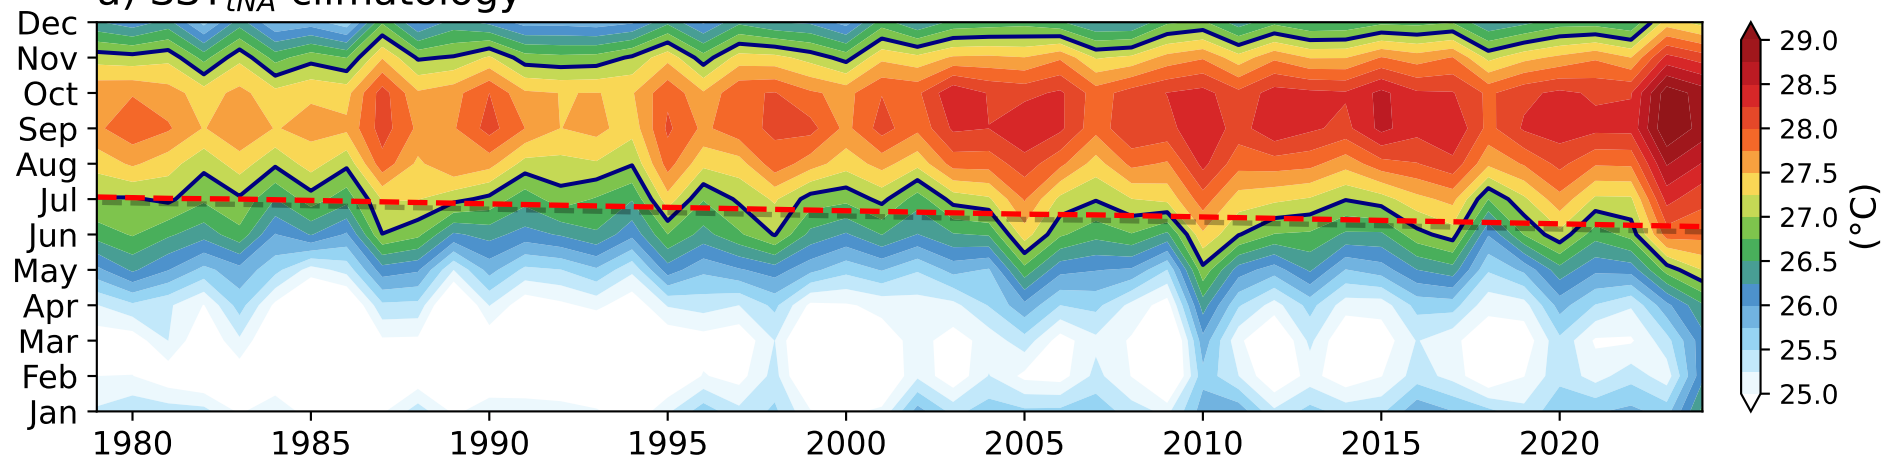 a) SST_tNA climatology
Dec
Nov
Oct
Sep
Aug
Jul
Jun
May
Apr
Mar
Feb
Jan
1980 1985 1990 1995 2000 2005 2010 2015 2020
29.0
28.5
28.0
27.5
27.0
26.5
26.0
25.5
25.0
(°C)